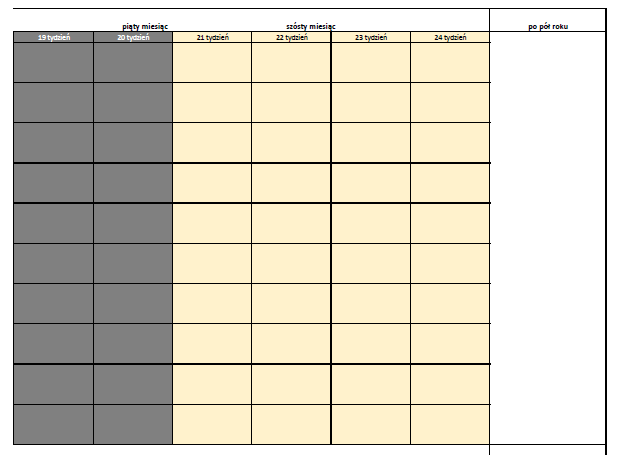 piąty miesiąc szósty miesiąc po pół roku
19 tydzień 20 tydzień 21 tydzień 22 tydzień 23 tydzień 24 tydzień